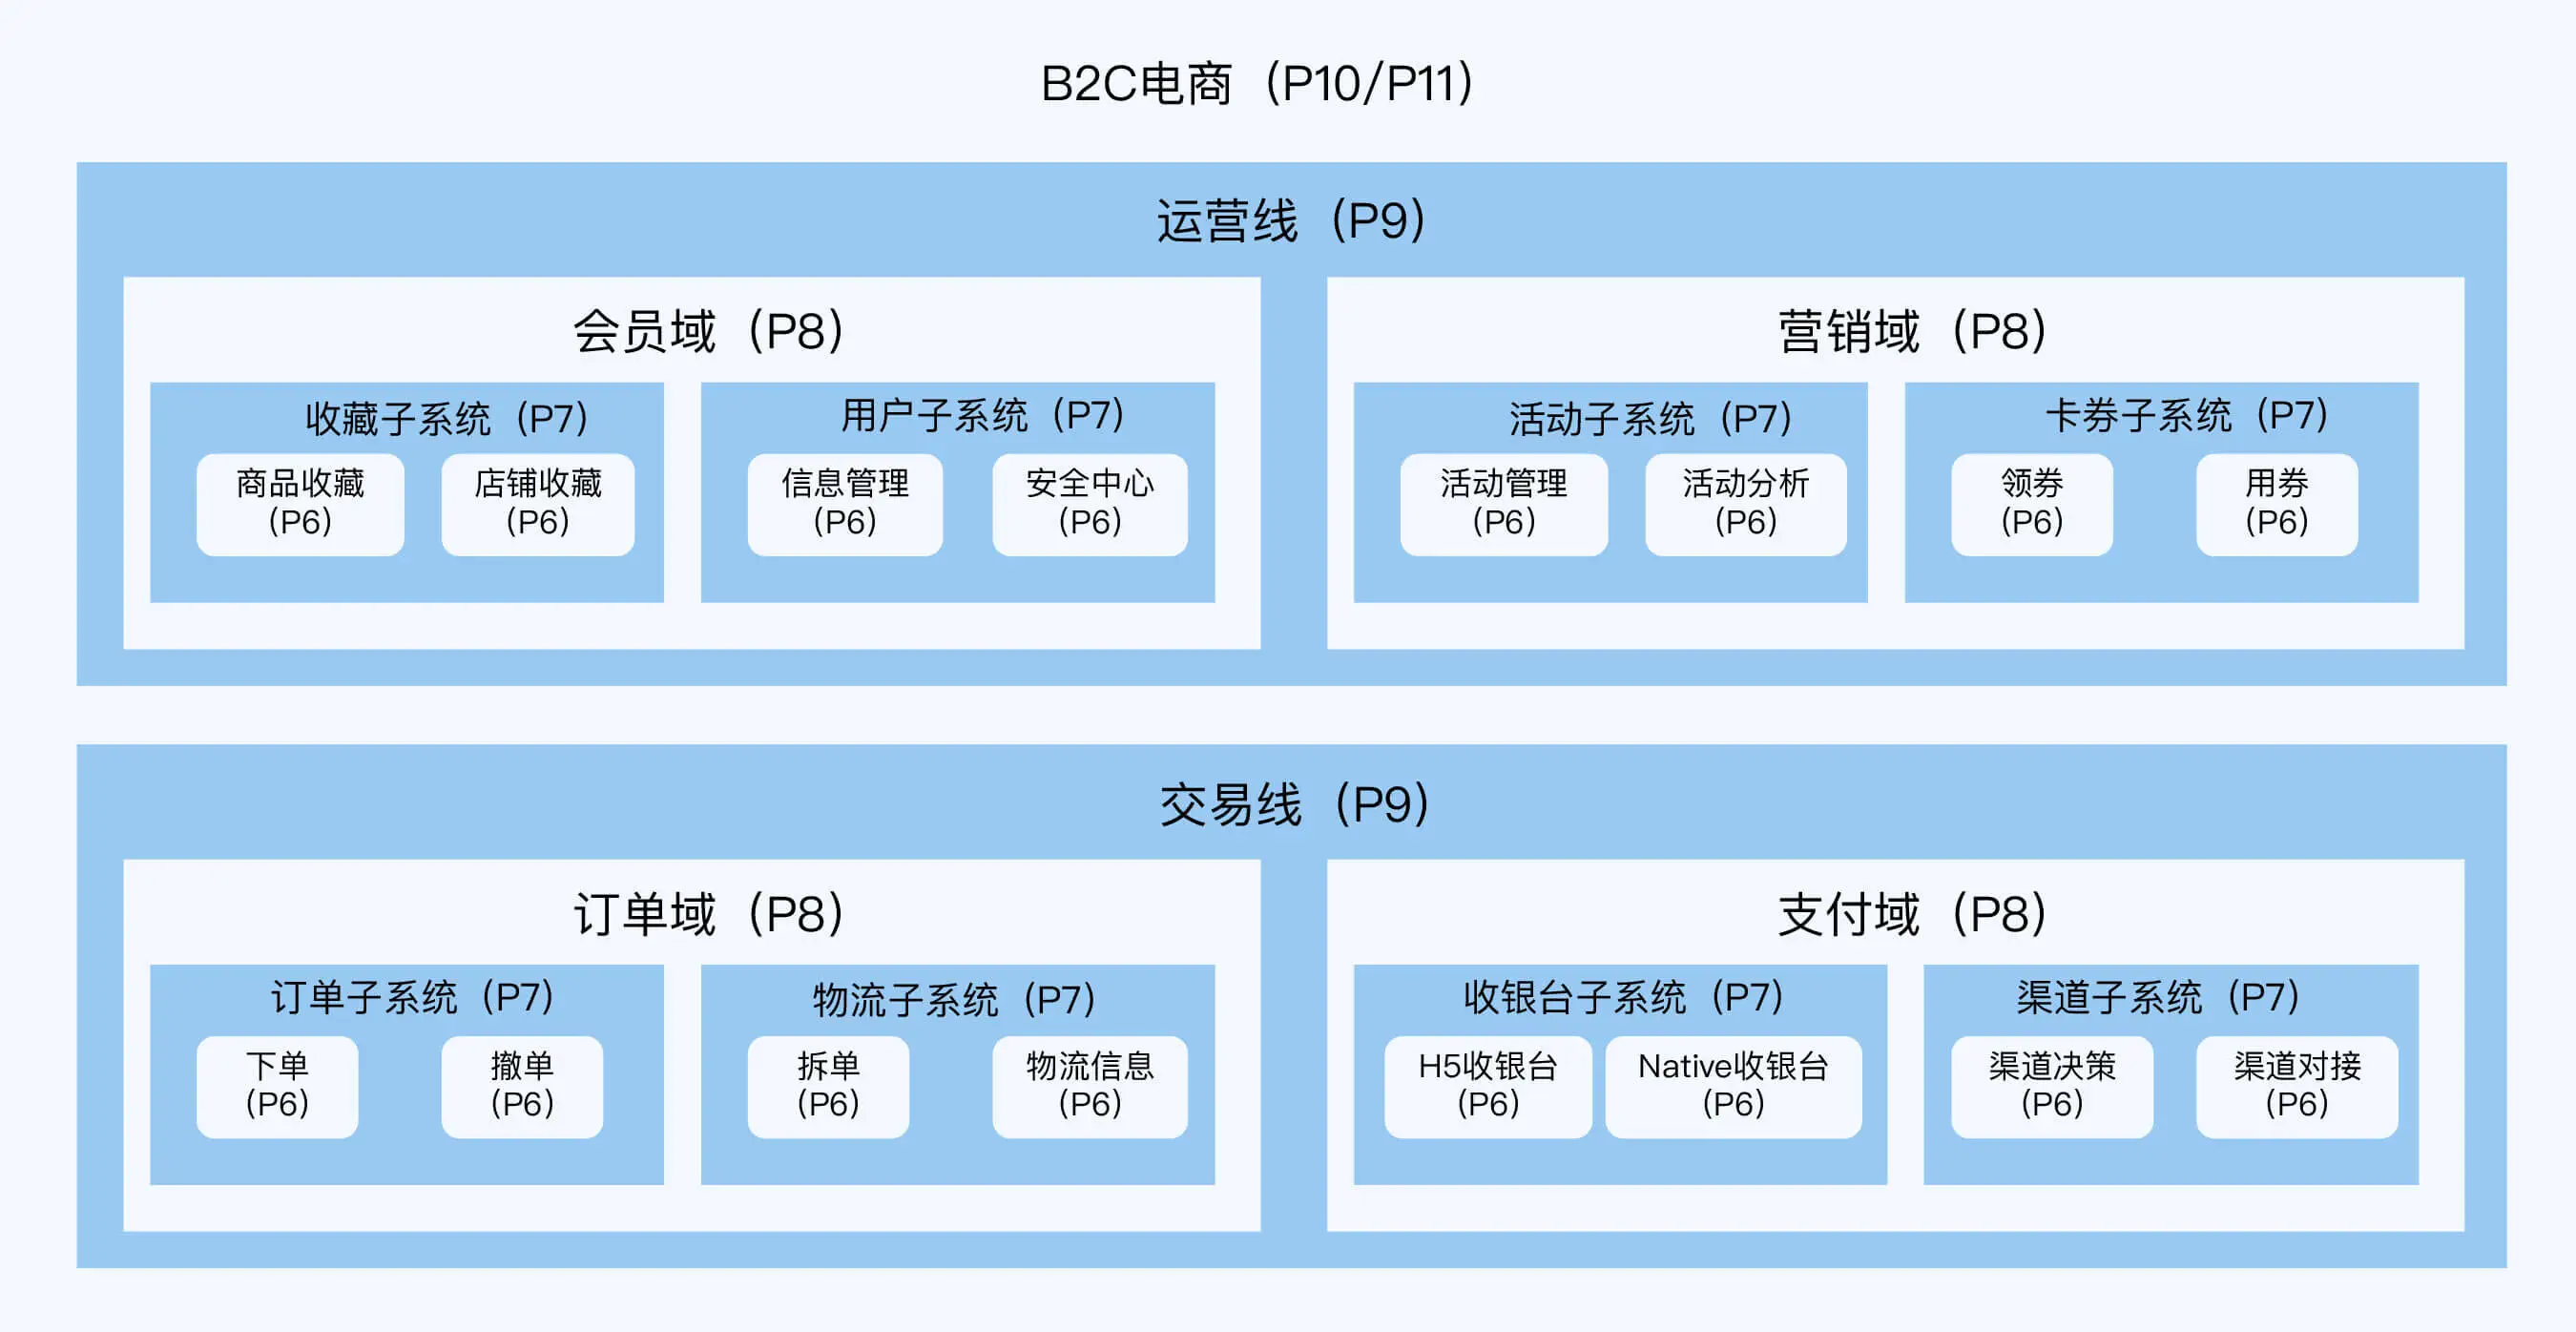 B2C电商（P10/P11）
运营线（P9）
会员域（P8）
收藏子系统（P7）
商品收藏
(P6)
店铺收藏
(P6)
用户子系统（P7）
信息管理
(P6)
安全中心
(P6)
营销域（P8）
活动子系统（P7）
活动管理
(P6)
活动分析
(P6)
卡券子系统（P7）
领券
(P6)
用券
(P6)
交易线（P9）
订单域（P8）
订单子系统（P7）
下单
(P6)
撤单
(P6)
物流子系统（P7）
拆单
(P6)
物流信息
(P6)
支付域（P8）
收银台子系统（P7）
H5收银台
(P6)
Native收银台
(P6)
渠道子系统（P7）
渠道决策
(P6)
渠道对接
(P6)